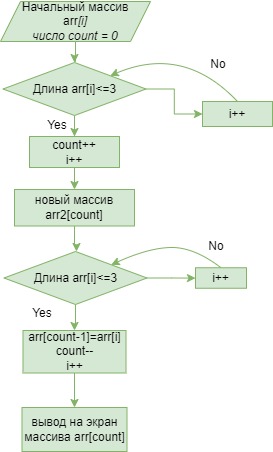 Начальный массив
arr[i]
число count = 0
No
Длина arr[i]<=3
i++
Yes
count++
i++
новый массив
arr2[count]
No
Длина arr[i]<=3
i++
Yes
arr[count-1]=arr[i]
count--
i++
вывод на экран
массива arr[count]